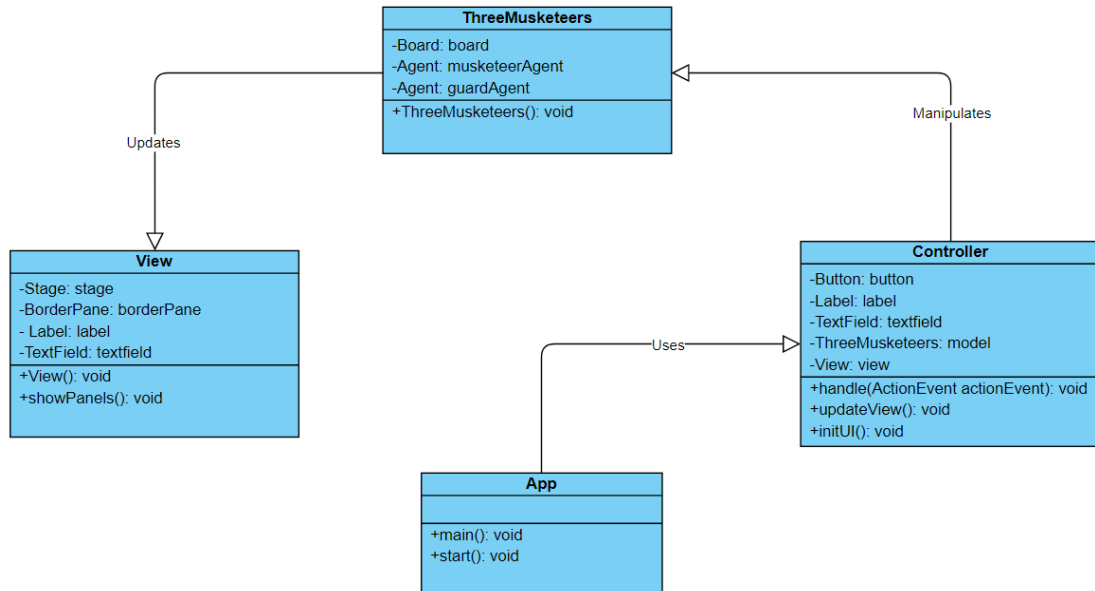 ThreeMusketeers
-Board: board
-Agent: musketeerAgent
-Agent: guardAgent
+ThreeMusketeers(): void
Updates
Manipulates
View
-Stage: stage
-BorderPane: borderPane
- Label: label
-TextField: textfield
+View(): void
+showPanels(): void
Controller
-Button: button
-Label: label
-TextField: textfield
-ThreeMusketeers: model
-View: view
+handle(ActionEvent actionEvent): void
+updateView(): void
+initUI(): void
Uses
App
+main(): void
+start(): void